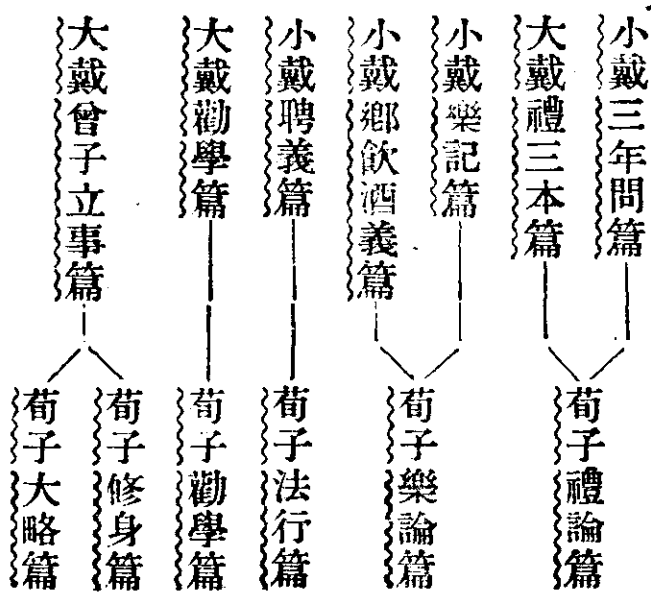 小戴三年問篇
大戴禮三本篇
荀子禮論篇
小戴樂記篇
小戴鄉飲酒義篇
荀子樂論篇
小戴聘義篇
荀子法行篇
大戴勸學篇
荀子勸學篇
大戴曾子立事篇
荀子修身篇
荀子大略篇